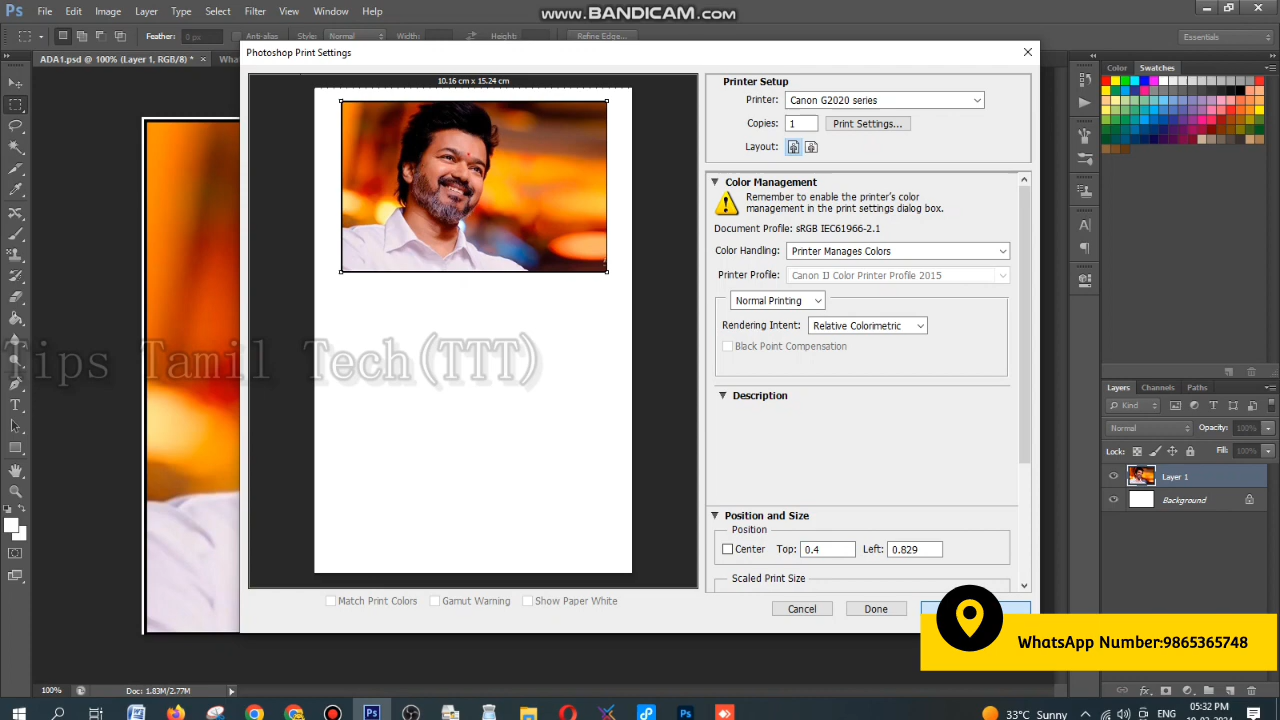 www.BANDICAM.com
Ps File Edit Image Layer Type Select Filter View Window Help
Feather: 0 px Anti-alias Style: Normal Width: Height: Refine Edge... Essentials
ADA1.psd @ 100% (Layer 1, RGB/8) * × Wha
Photoshop Print Settings
10.16 cm x 15.24 cm
Printer Setup
Printer: Canon G2020 series
Copies: 1 Print Settings...
Layout:
Color Management
Remember to enable the printer's color
management in the print settings dialog box.
Document Profile: sRGB IEC61966-2.1
Color Handling: Printer Manages Colors
Printer Profile: Canon IJ Color Printer Profile 2015
Normal Printing
Rendering Intent: Relative Colorimetric
Black Point Compensation
Description
Position and Size
Position
Center Top: 0.4 Left: 0.829
Scaled Print Size
Match Print Colors Gamut Warning Show Paper White
Cancel Done
Tips Tamil Tech(TTT)
Color Swatches
Layers Channels Paths
Kind
Normal Opacity: 100%
Lock: Fill: 100%
Layer 1
Background
WhatsApp Number:9865365748
100% Doc: 1.83M/2.77M
33°C Sunny ENG 05:32 PM